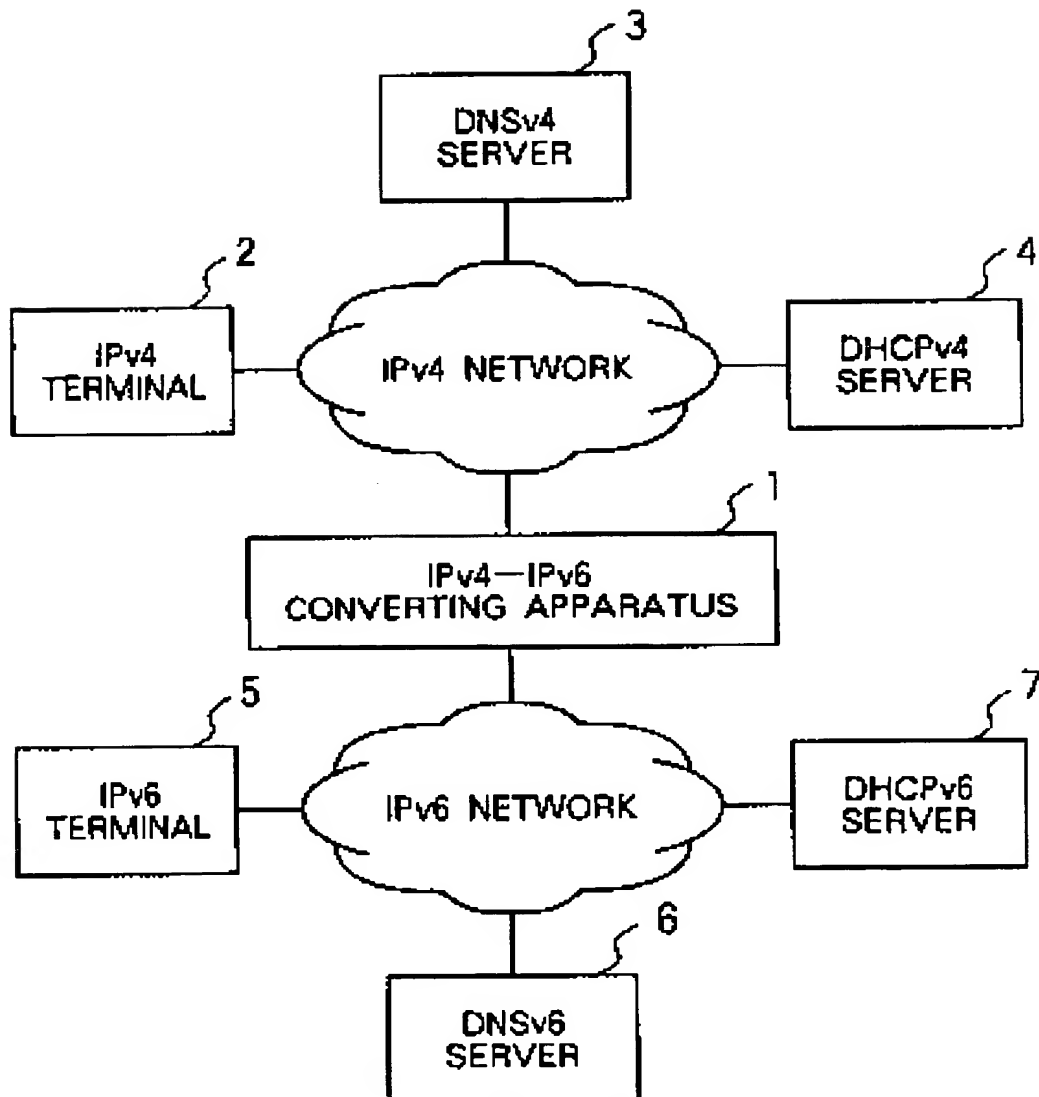 3
DNSv4
SERVER
2
4
IPv4
TERMINAL
IPv4 NETWORK
DHCPv4
SERVER
1
IPv4—IPv6
CONVERTING APPARATUS
5
7
IPv6
TERMINAL
IPv6 NETWORK
DHCPv6
SERVER
6
DNSv6
SERVER